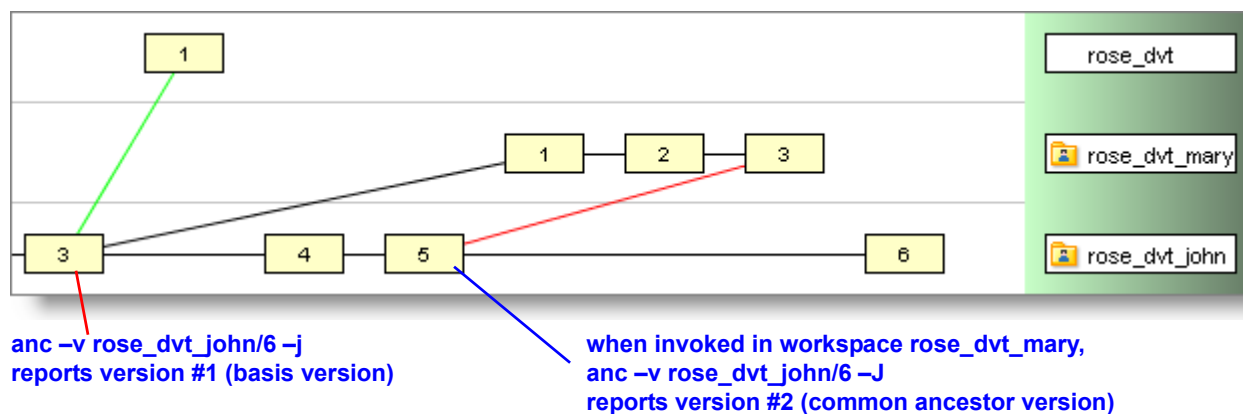 1
rose_dvt
1 2 3
rose_dvt_mary
3 4 5 6
rose_dvt_john
anc –v rose_dvt_john/6 –j
reports version #1 (basis version)
when invoked in workspace rose_dvt_mary,
anc –v rose_dvt_john/6 –J
reports version #2 (common ancestor version)